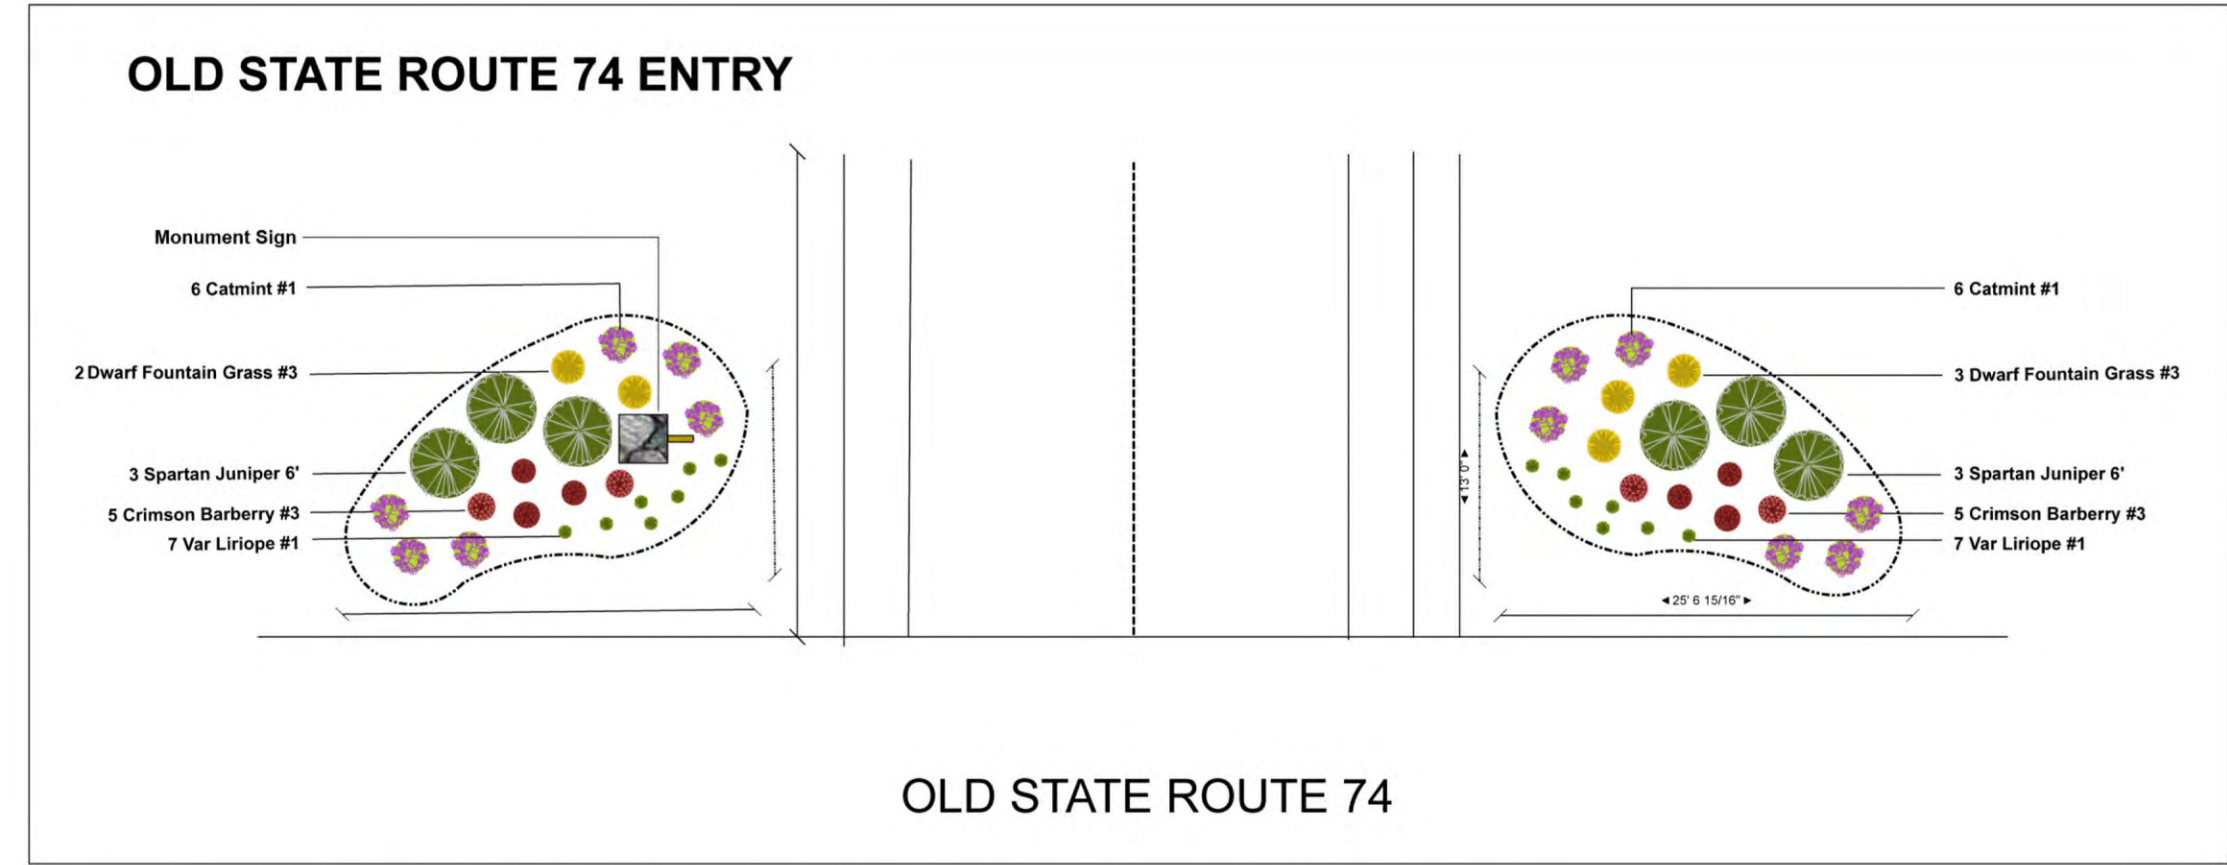 OLD STATE ROUTE 74 ENTRY
Monument Sign
6 Catmint #1
2 Dwarf Fountain Grass #3
3 Spartan Juniper 6'
5 Crimson Barberry #3
7 Var Liriope #1
6 Catmint #1
3 Dwarf Fountain Grass #3
3 Spartan Juniper 6'
5 Crimson Barberry #3
7 Var Liriope #1
13' 0"
25' 6 15/16"
OLD STATE ROUTE 74